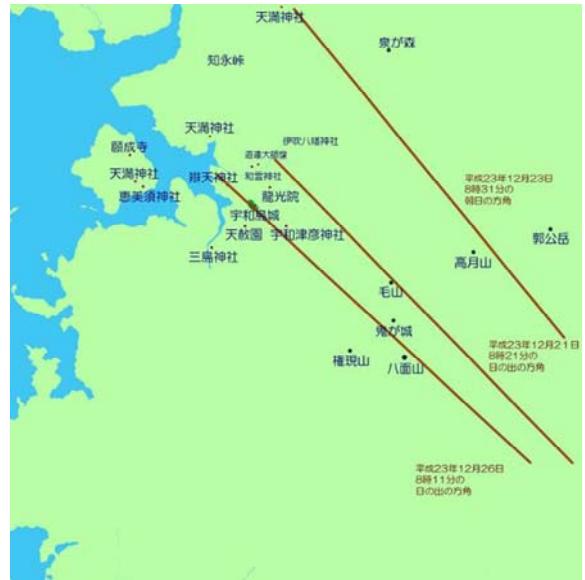 天満神社
泉が森
知永峠
天満神社
伊吹八幡神社
願成寺
和霊神社
天満神社
辨天神社
恵美須神社
龍光院
宇和島城
天赦園
宇和津彦神社
三島神社
平成23年12月23日
8時31分の
朝日の方角
郭公岳
高月山
毛山
鬼が城
権現山
八面山
平成23年12月21日
8時21分の
日の出の方角
平成23年12月26日
8時11分の
日の出の方角